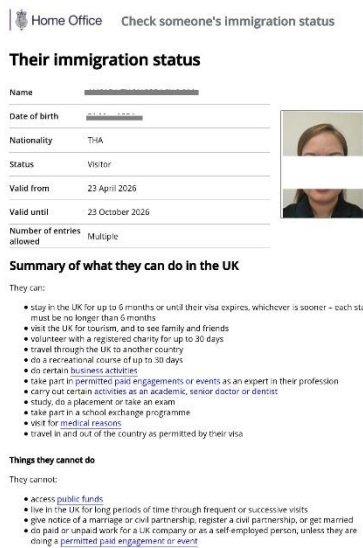 Home Office Check someone's immigration status
Their immigration status
Name
Date of birth
Nationality THA
Status Visitor
Valid from 23 April 2026
Valid until 23 October 2026
Number of entries allowed Multiple
Summary of what they can do in the UK
They can:
stay in the UK for up to 6 months or until their visa expires, whichever is sooner – each
must be no longer than 6 months
visit the UK for tourism, and to see family and friends
volunteer with a registered charity for up to 30 days
travel through the UK to another country
do a recreational course of up to 30 days
do certain business activities
take part in permitted paid engagements or events as an expert in their profession
carry out certain activities as an academic, senior doctor or dentist
study, do a placement or take an exam
take part in a school exchange programme
visit for medical reasons
travel in and out of the country as permitted by their visa
Things they cannot do
They cannot:
access public funds
live in the UK for long periods of time through frequent or successive visits
give notice of a marriage or civil partnership, register a civil partnership, or get married
do paid or unpaid work for a UK company or as a self-employed person, unless they are
doing a permitted paid engagement or event